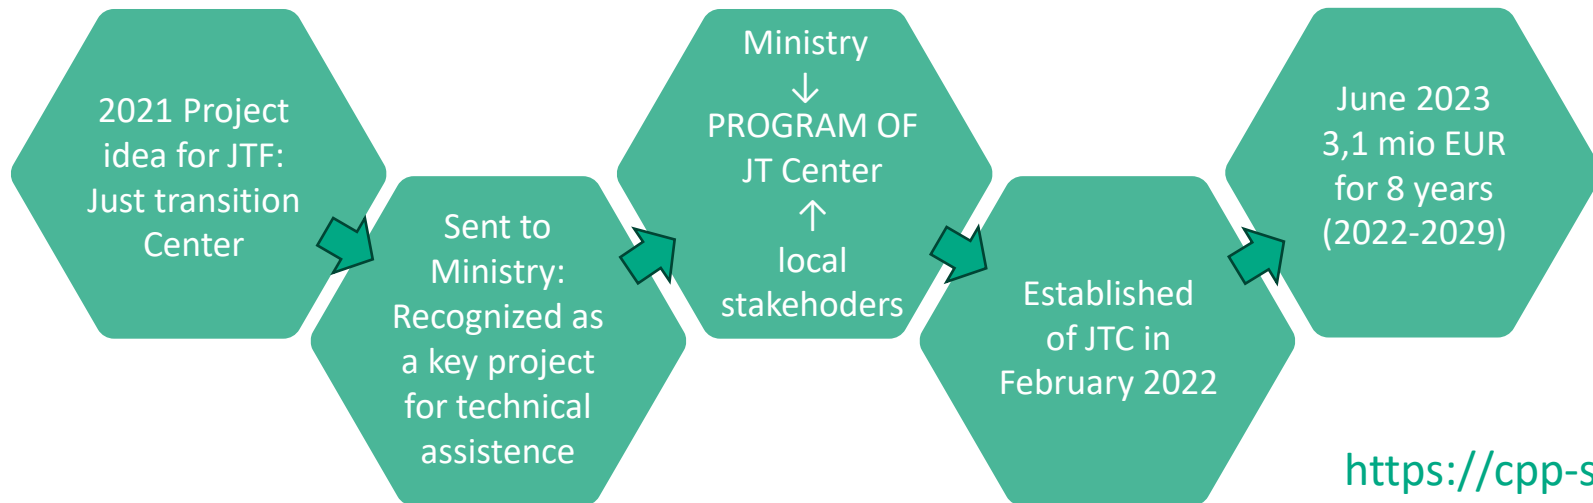 2021 Project
idea for JTF:
Just transition
Center
Sent to
Ministry:
Recognized as
a key project
for technical
assistence
Ministry
↓
PROGRAM OF
JT Center
↑
local
stakehoders
Established
of JTC in
February 2022
June 2023
3,1 mio EUR
for 8 years
(2022-2029)
https://cpp-s